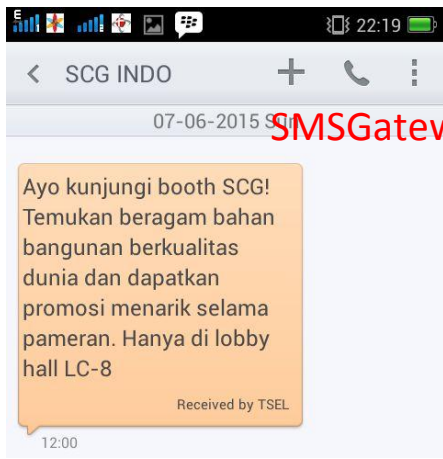 E
22:19
SCG INDO
07-06-2015 Sun
SMSGatew
Ayo kunjungi booth SCG!
Temukan beragam bahan
bangunan berkualitas
dunia dan dapatkan
promosi menarik selama
pameran. Hanya di lobby
hall LC-8
Received by TSEL
12:00